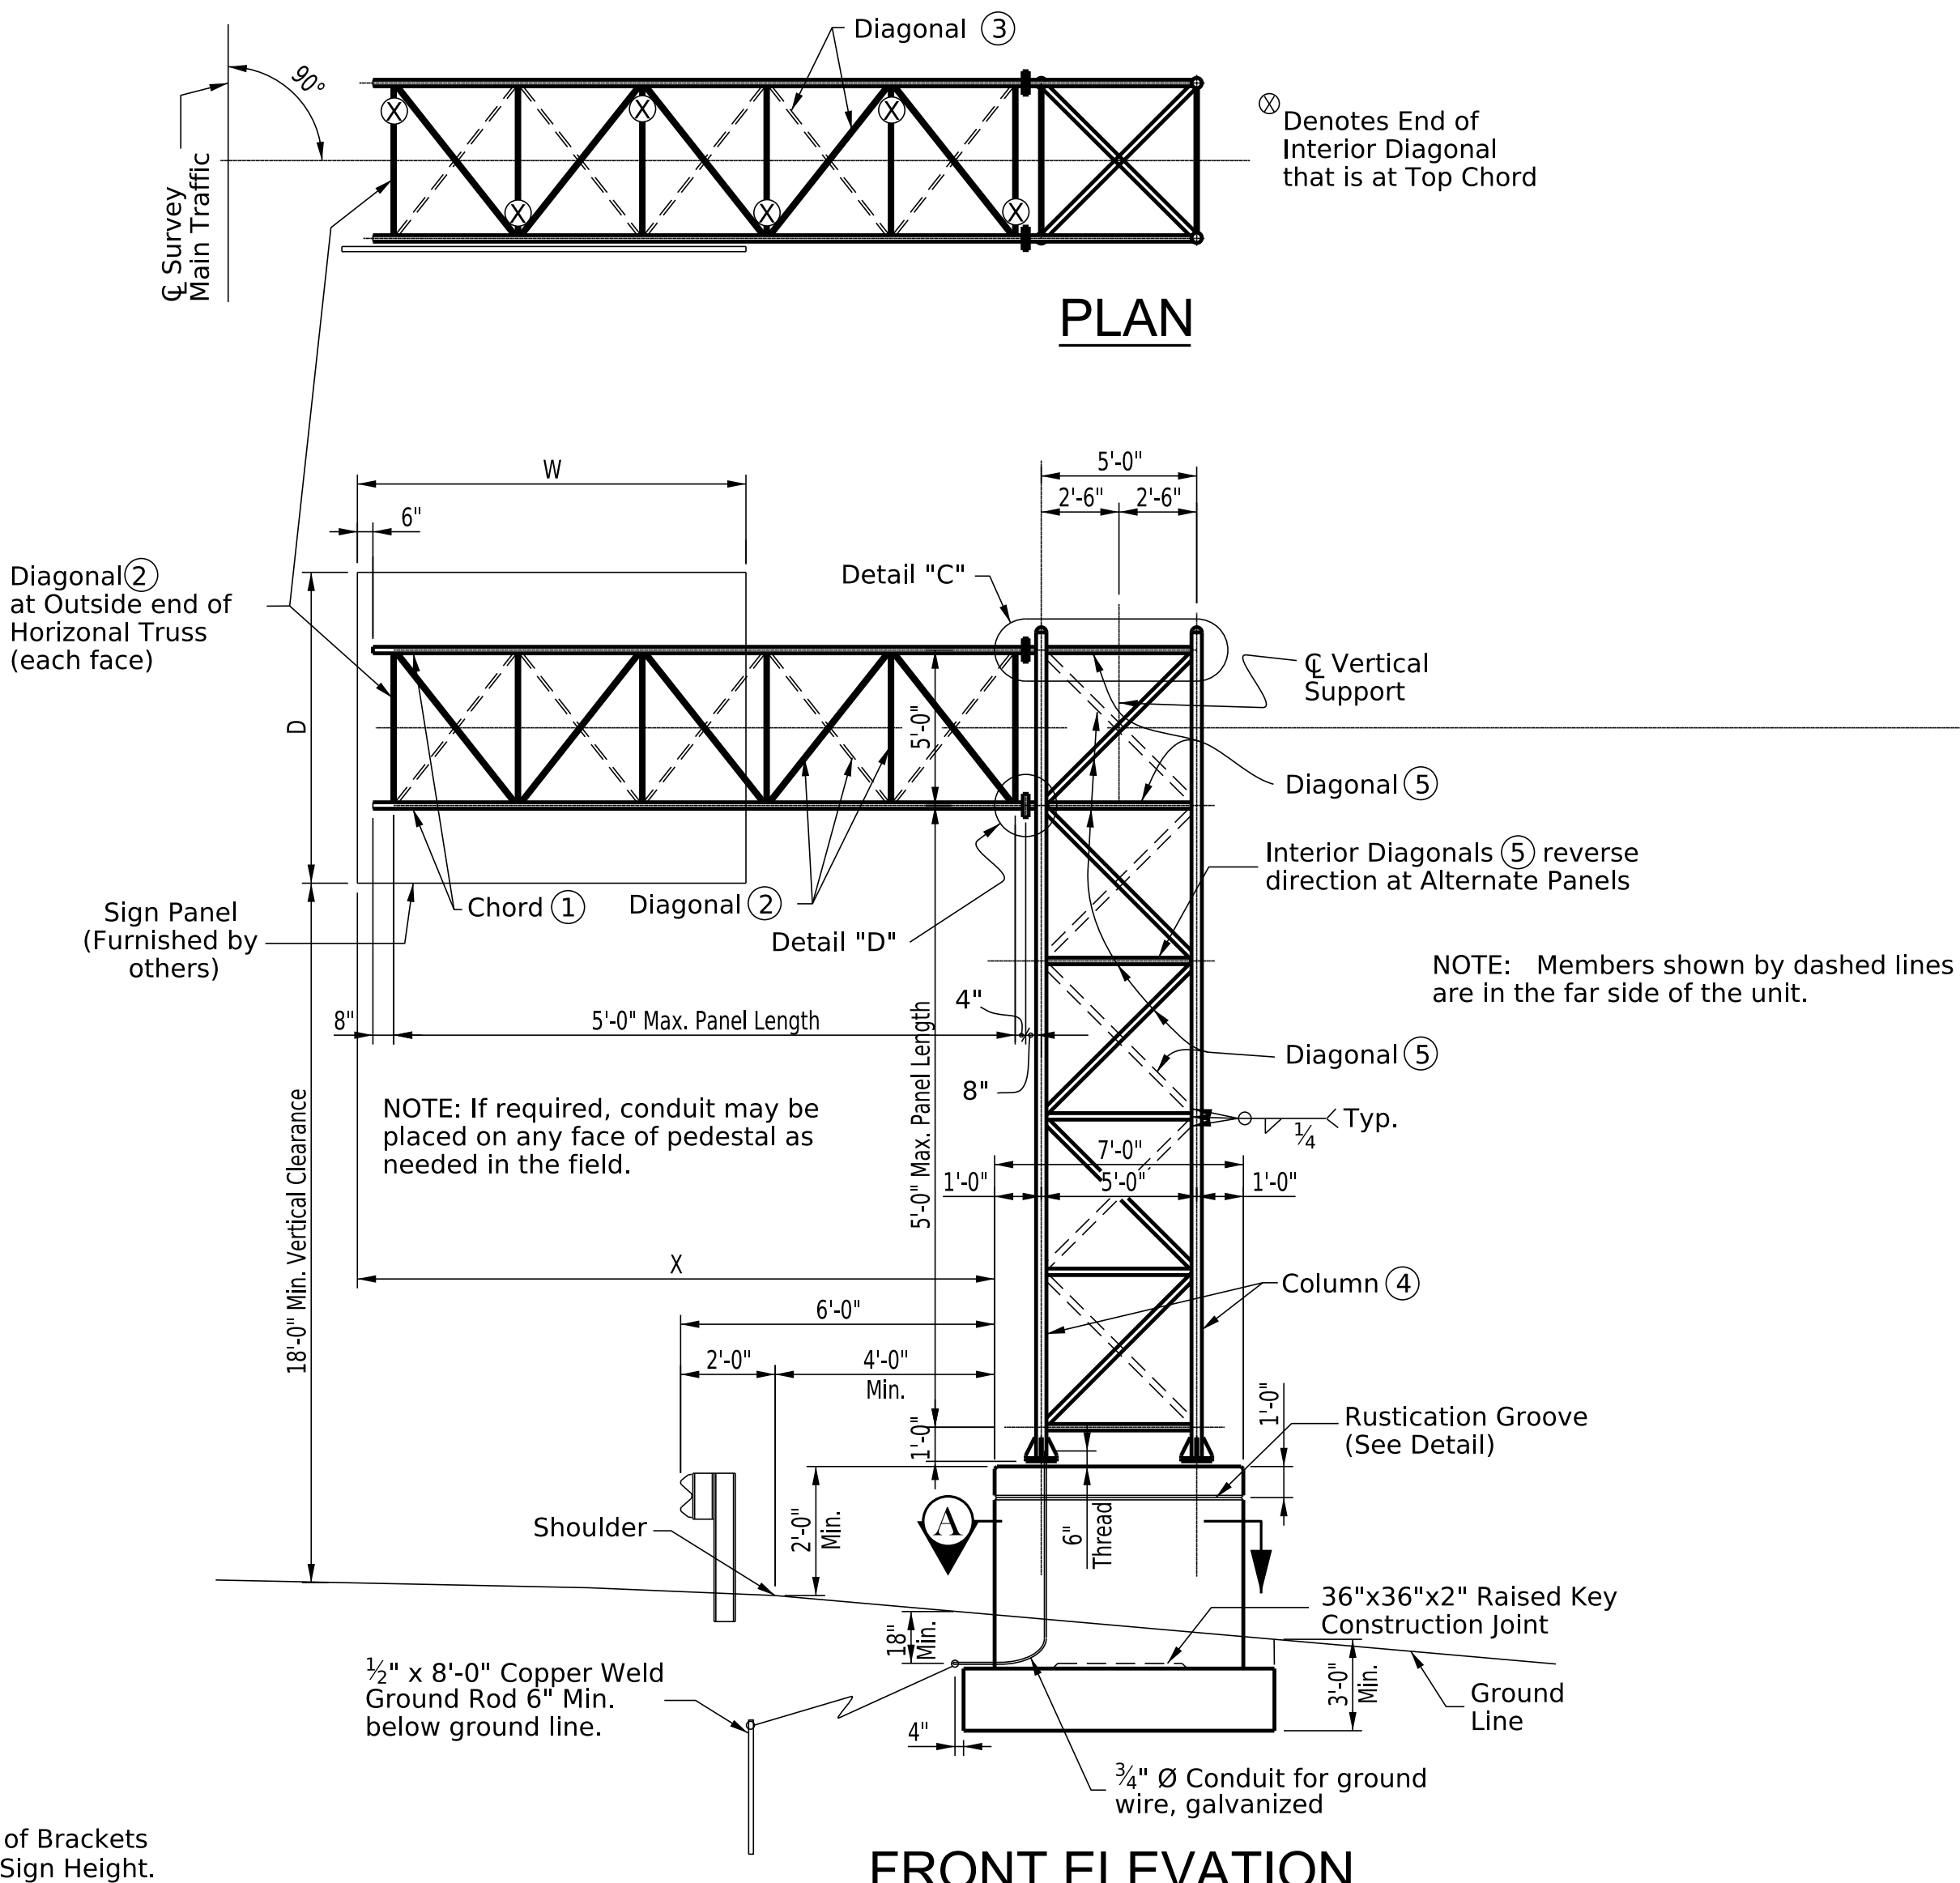 Diagonal ③
90°
℄ Survey
Main Traffic
Ⓧ Denotes End of
Interior Diagonal
that is at Top Chord
X
X
X
X
X
X
PLAN
W
6"
5'-0"
2'-6"
2'-6"
Diagonal ②
at Outside end of
Horizonal Truss
(each face)
Detail "C"
℄ Vertical
Support
D
5'-0"
Diagonal ⑤
Interior Diagonals ⑤ reverse
direction at Alternate Panels
Sign Panel
(Furnished by
others)
Chord ①
Diagonal ②
Detail "D"
NOTE: Members shown by dashed lines
are in the far side of the unit.
8"
5'-0" Max. Panel Length
4"
8"
5'-0" Max. Panel Length
Diagonal ⑤
18'-0" Min. Vertical Clearance
NOTE: If required, conduit may be
placed on any face of pedestal as
needed in the field.
¼
Typ.
7'-0"
1'-0"
5'-0"
1'-0"
X
Column ④
6'-0"
2'-0"
4'-0"
Min.
1'-0"
1'-0"
Rustication Groove
(See Detail)
Shoulder
2'-0"
Min.
A
6"
Thread
36"x36"x2" Raised Key
Construction Joint
18"
Min.
½" x 8'-0" Copper Weld
Ground Rod 6" Min.
below ground line.
3'-0"
Min.
Ground
Line
4"
¾" Ø Conduit for ground
wire, galvanized
of Brackets
Sign Height.
FRONT ELEVATION